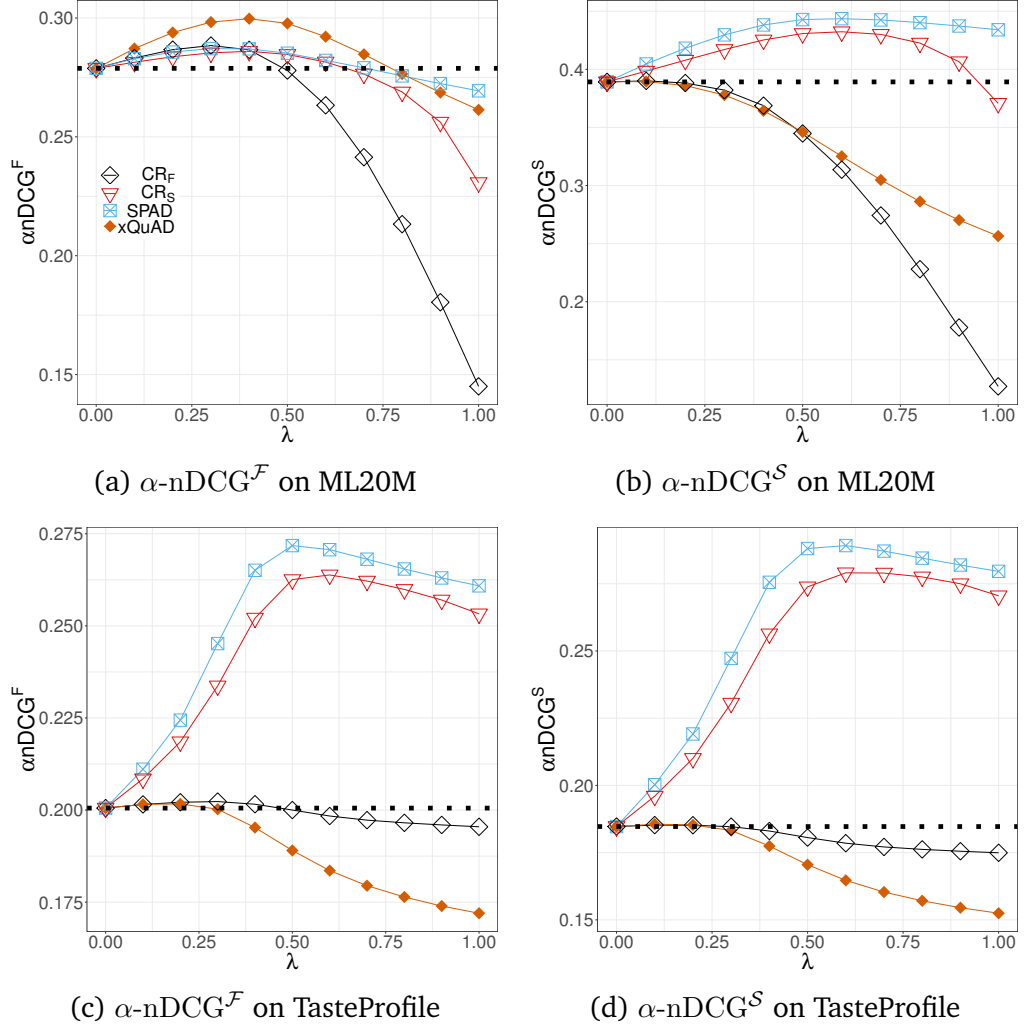 αnDCG^F
0.30
0.25
0.20
0.15
CR_F
CR_S
SPAD
xQuAD
0.00 0.25 0.50 0.75 1.00
λ
(a) α-nDCG^ℱ on ML20M
αnDCG^S
0.4
0.3
0.2
0.00 0.25 0.50 0.75 1.00
λ
(b) α-nDCG^𝒮 on ML20M
αnDCG^F
0.275
0.250
0.225
0.200
0.175
0.00 0.25 0.50 0.75 1.00
λ
(c) α-nDCG^ℱ on TasteProfile
αnDCG^S
0.25
0.20
0.15
0.00 0.25 0.50 0.75 1.00
λ
(d) α-nDCG^𝒮 on TasteProfile